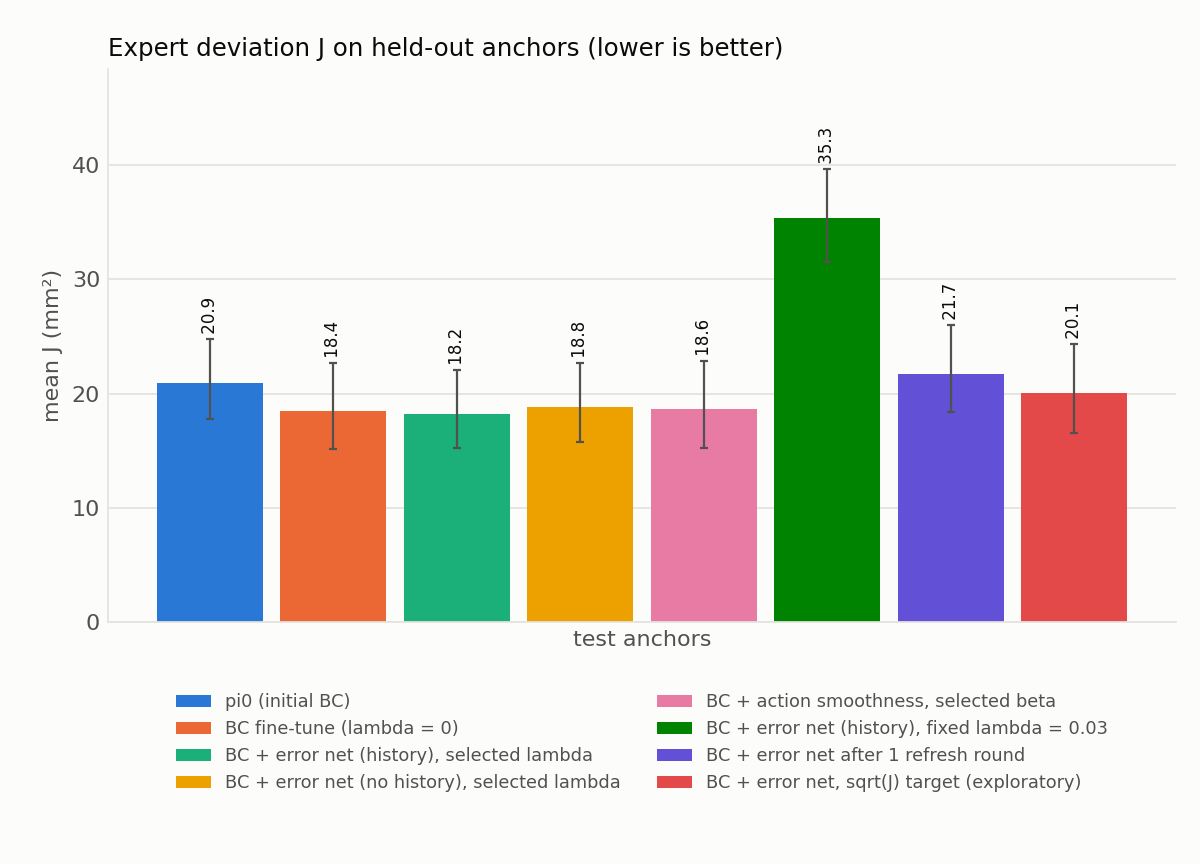 Expert deviation J on held-out anchors (lower is better)
mean J (mm²)
40
30
20
10
0
20.9
18.4
18.2
18.8
18.6
35.3
21.7
20.1
test anchors
pi0 (initial BC)
BC fine-tune (lambda = 0)
BC + error net (history), selected lambda
BC + error net (no history), selected lambda
BC + action smoothness, selected beta
BC + error net (history), fixed lambda = 0.03
BC + error net after 1 refresh round
BC + error net, sqrt(J) target (exploratory)